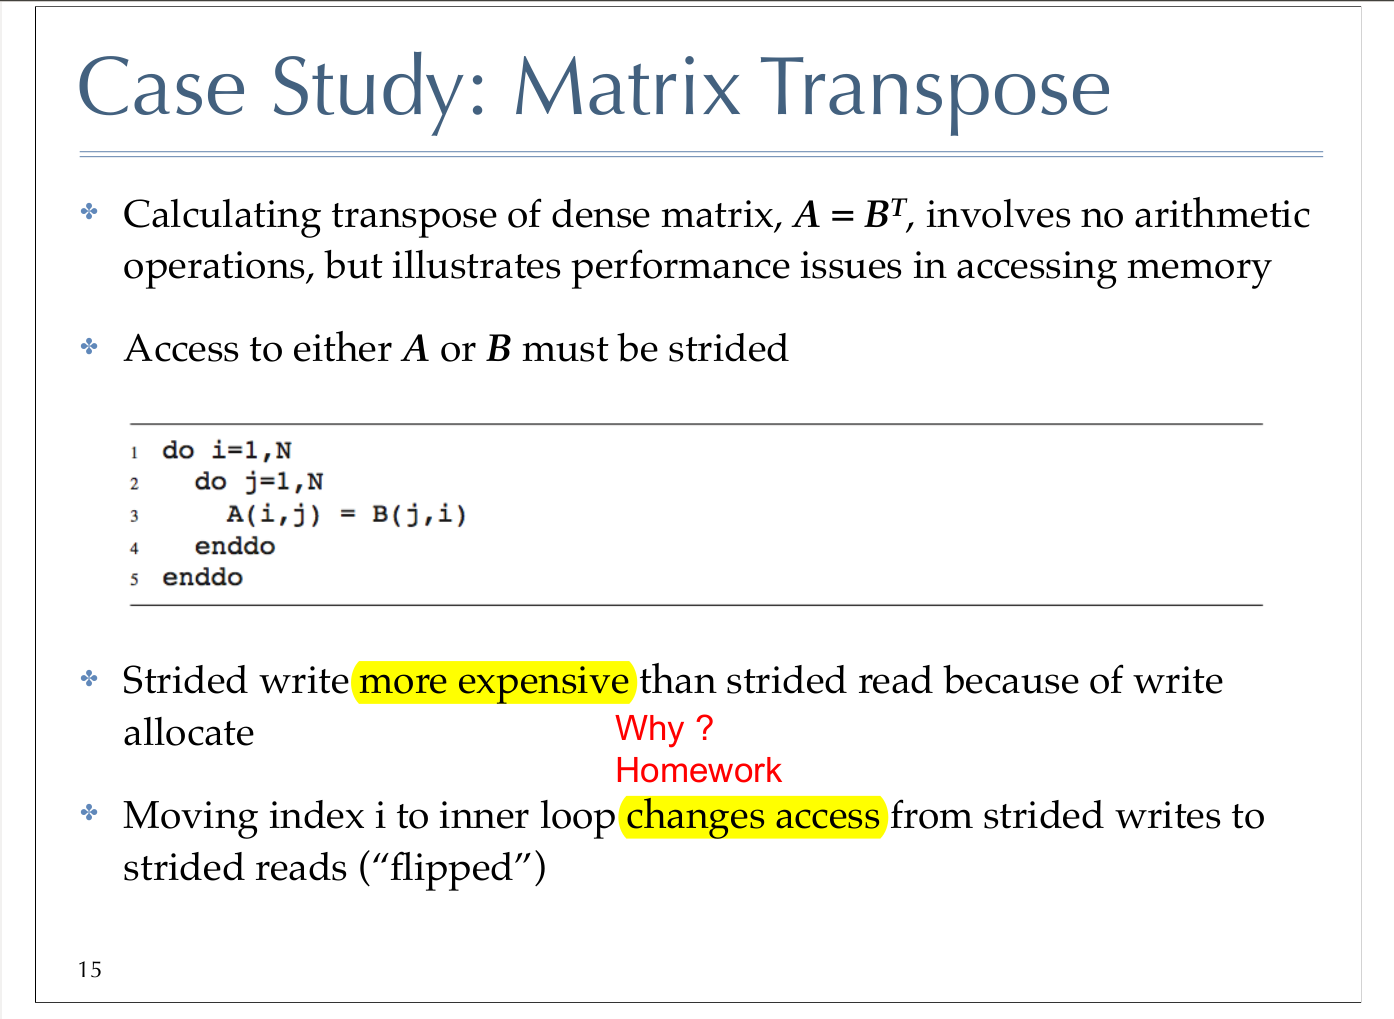 Case Study: Matrix Transpose
✤ Calculating transpose of dense matrix, A = Bᵀ, involves no arithmetic
operations, but illustrates performance issues in accessing memory
✤ Access to either A or B must be strided
1 do i=1,N
2 do j=1,N
3 A(i,j) = B(j,i)
4 enddo
5 enddo
✤ Strided write more expensive than strided read because of write
allocate
Why ?
Homework
✤ Moving index i to inner loop changes access from strided writes to
strided reads (“flipped”)
15